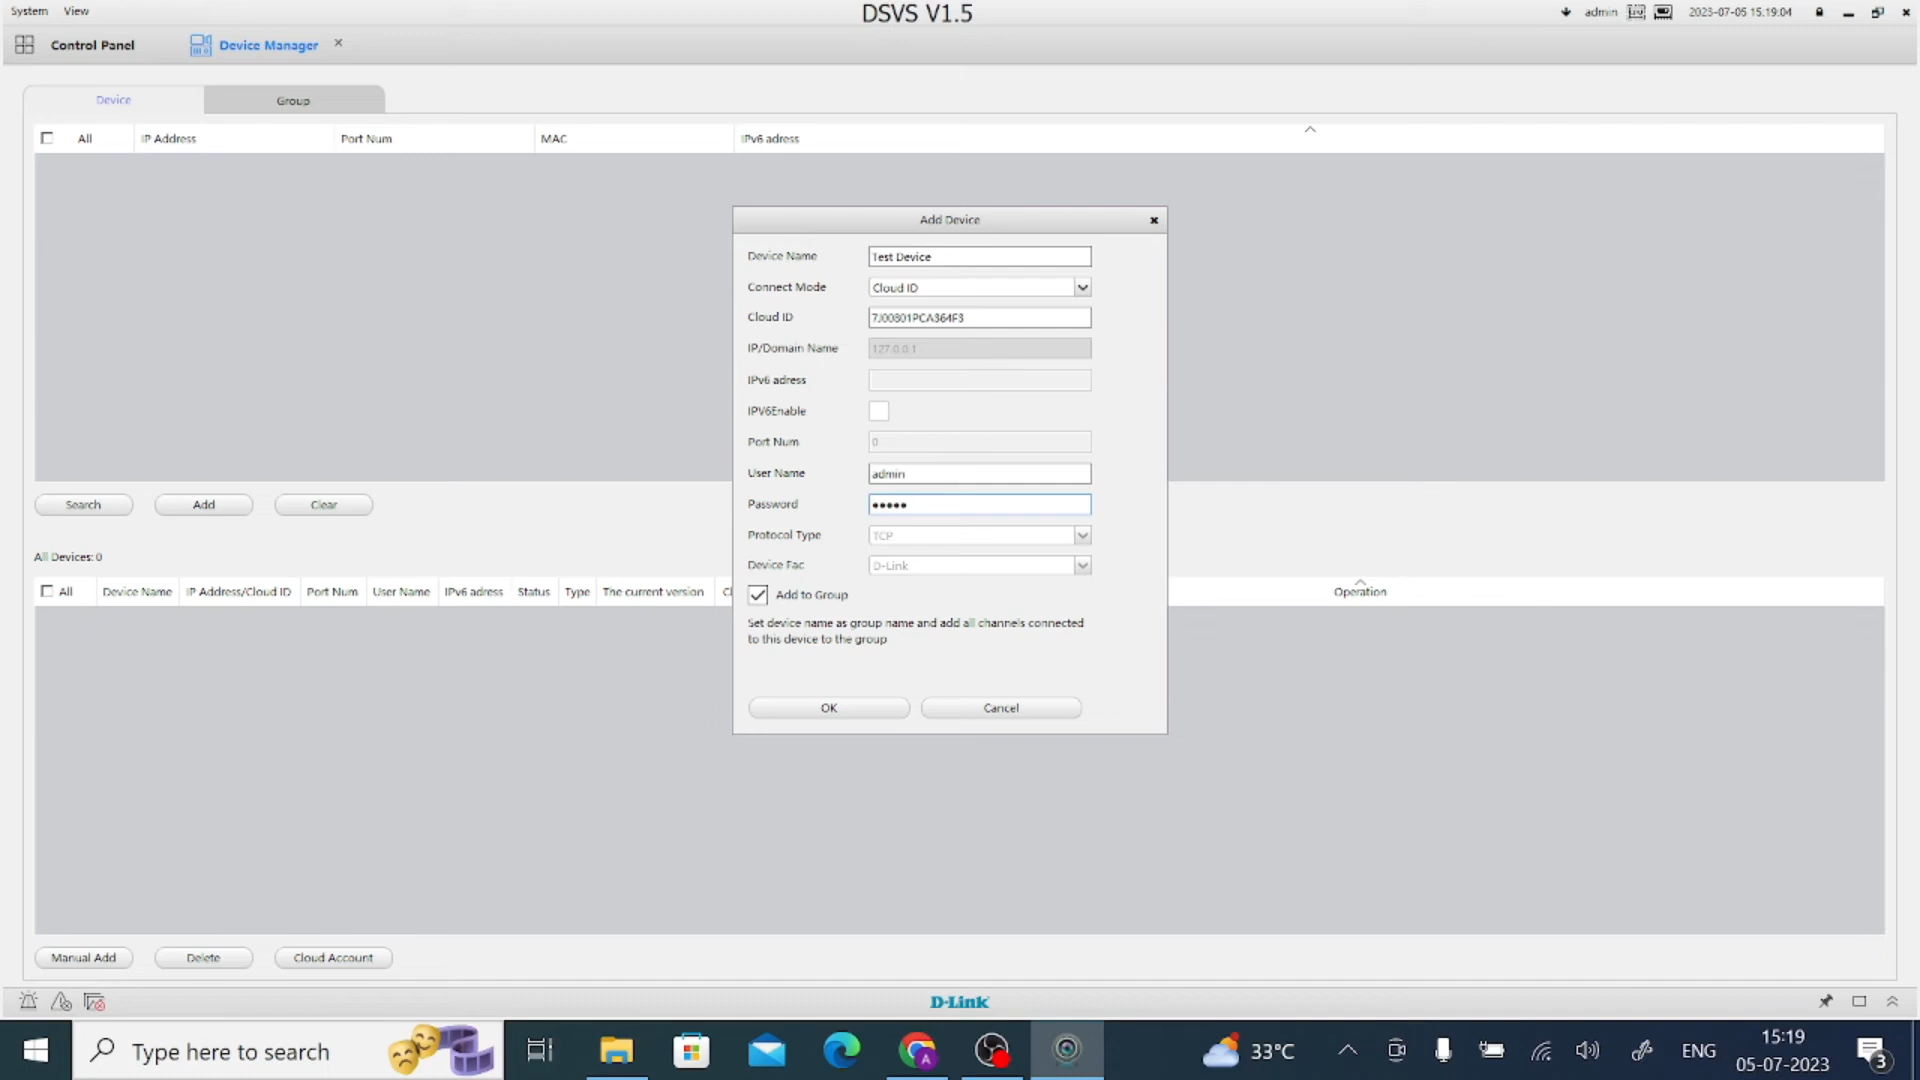 System View DSVS V1.5 admin 2023-07-05 15:19:04
Control Panel Device Manager
Device Group
All IP Address Port Num MAC IPv6 adress
Add Device
Device Name Test Device
Connect Mode Cloud ID
Cloud ID 7J00801PCA364F3
IP/Domain Name 127.0.0.1
IPv6 adress
IPV6Enable
Port Num 0
User Name admin
Password •••••
Protocol Type TCP
Device Fac D-Link
Add to Group
Set device name as group name and add all channels connected
to this device to the group
OK Cancel
Search Add Clear
All Devices: 0
All Device Name IP Address/Cloud ID Port Num User Name IPv6 adress Status Type The current version Operation
Manual Add Delete Cloud Account
D-Link
Type here to search 33°C ENG 15:19
05-07-2023 3